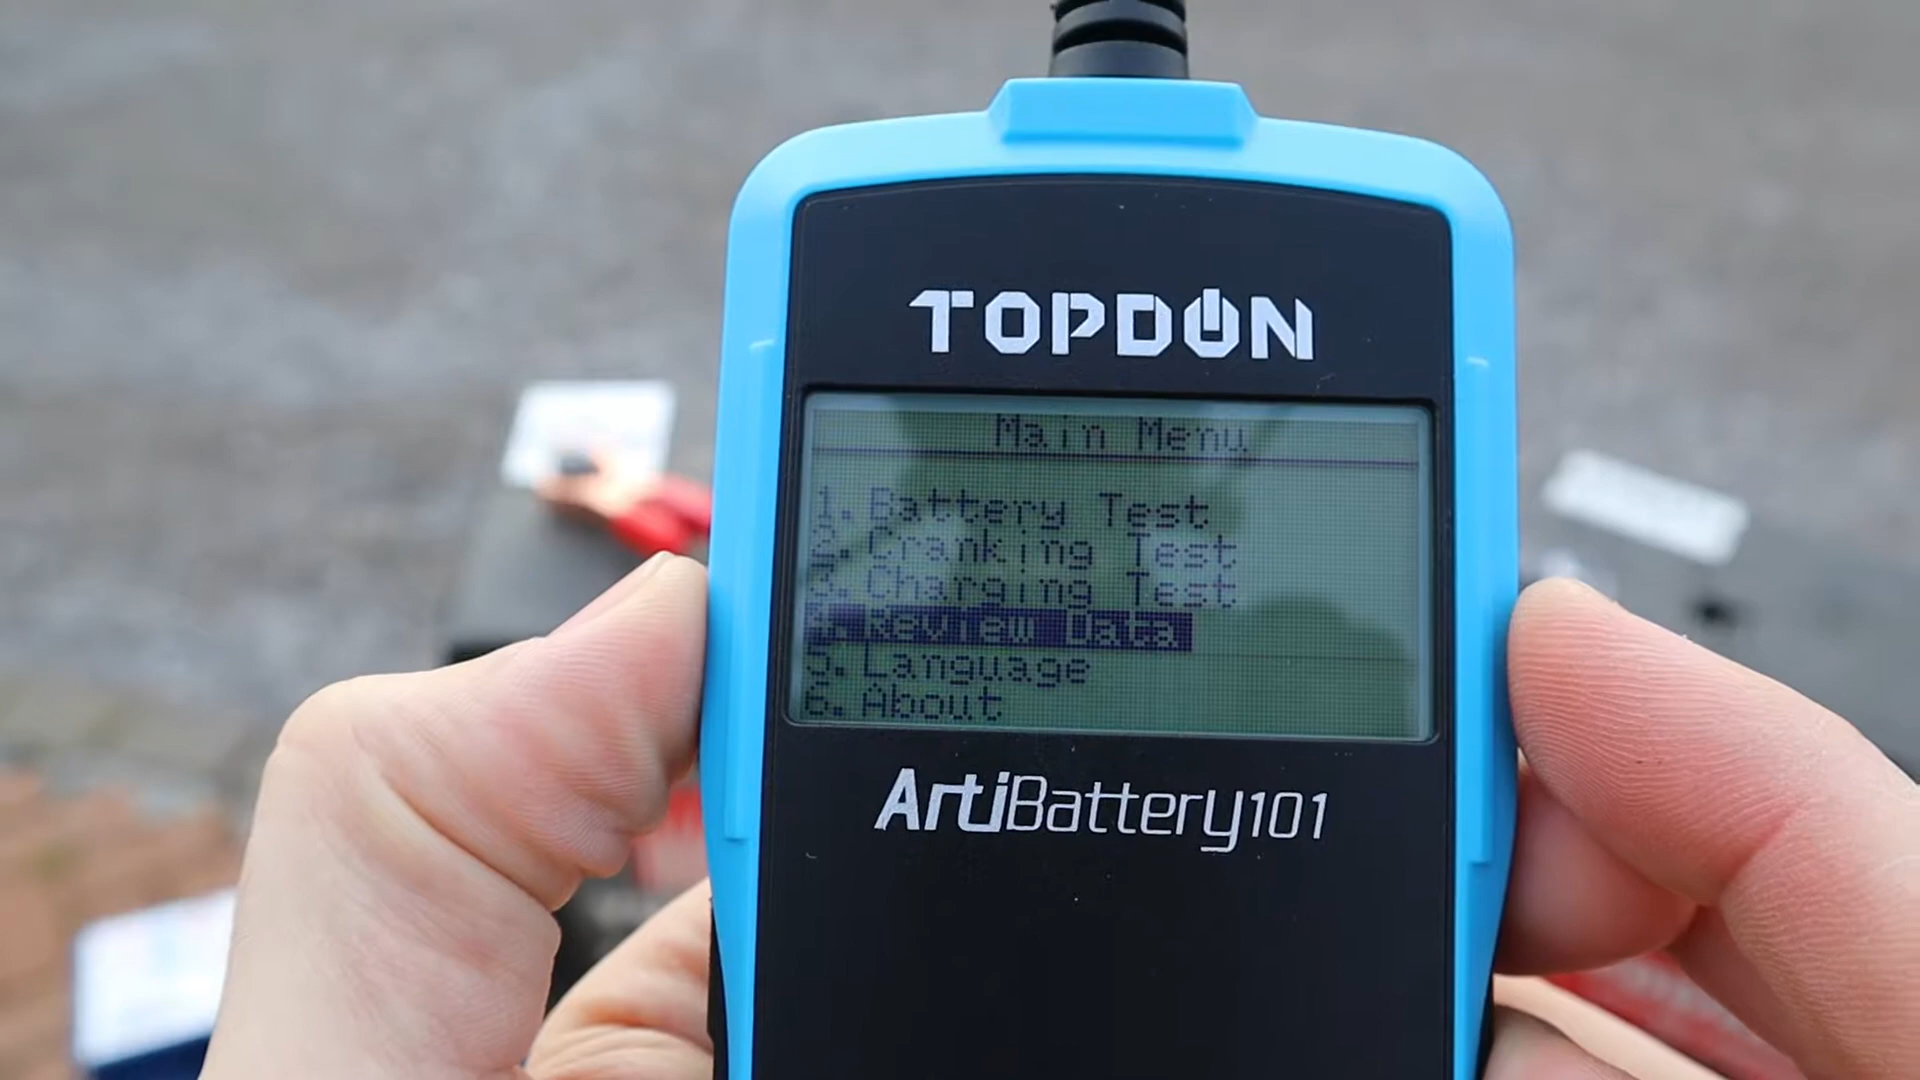 TOPDON
Main Menu
1. Battery Test
2. Cranking Test
3. Charging Test
4. Review Data
5. Language
6. About
ArtiBattery101